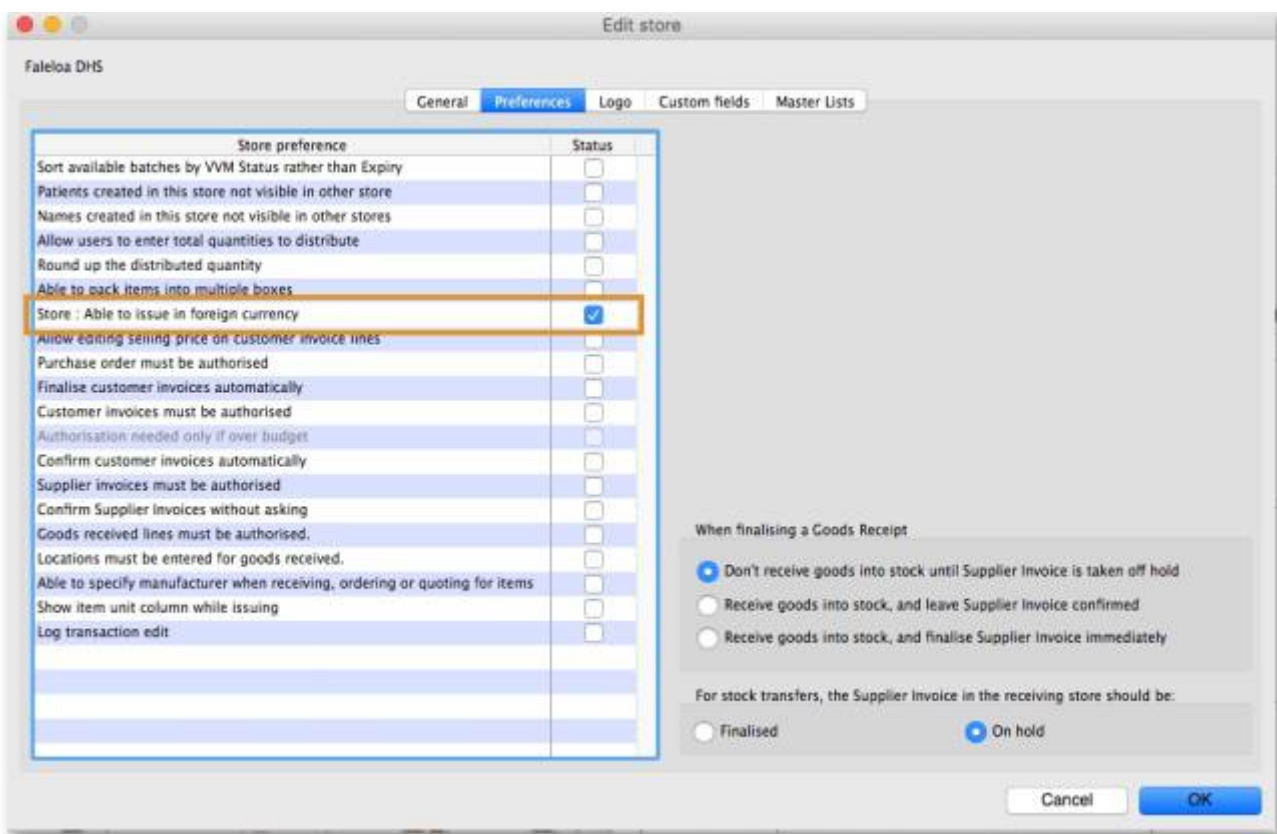 Edit store
Faleloa DHS
General Preferences Logo Custom fields Master Lists
Store preference Status
Sort available batches by VVM Status rather than Expiry
Patients created in this store not visible in other store
Names created in this store not visible in other stores
Allow users to enter total quantities to distribute
Round up the distributed quantity
Able to pack items into multiple boxes
Store : Able to issue in foreign currency
Allow editing selling price on customer invoice lines
Purchase order must be authorised
Finalise customer invoices automatically
Customer invoices must be authorised
Authorisation needed only if over budget
Confirm customer invoices automatically
Supplier invoices must be authorised
Confirm Supplier Invoices without asking
Goods received lines must be authorised.
Locations must be entered for goods received.
Able to specify manufacturer when receiving, ordering or quoting for items
Show item unit column while issuing
Log transaction edit
When finalising a Goods Receipt
Don't receive goods into stock until Supplier Invoice is taken off hold
Receive goods into stock, and leave Supplier Invoice confirmed
Receive goods into stock, and finalise Supplier Invoice immediately
For stock transfers, the Supplier Invoice in the receiving store should be:
Finalised On hold
Cancel OK